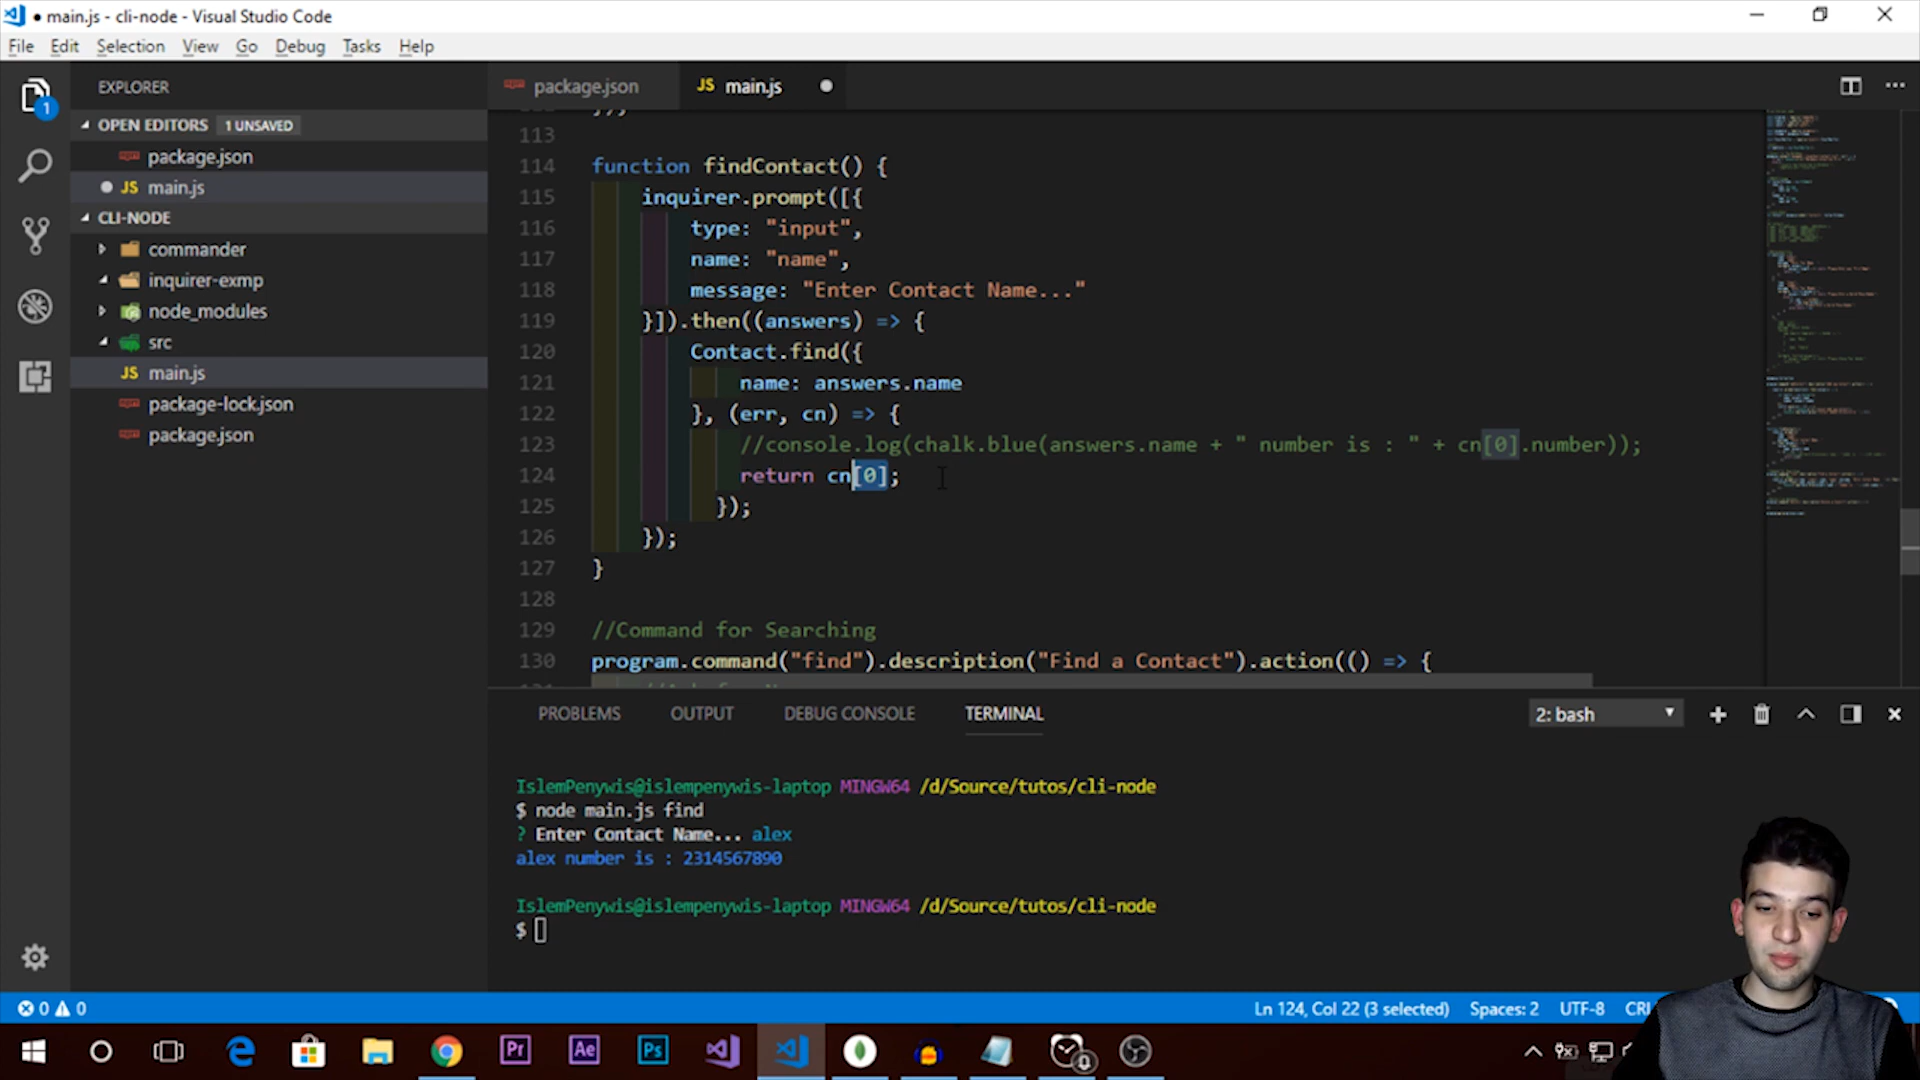 ● main.js - cli-node - Visual Studio Code
File Edit Selection View Go Debug Tasks Help
EXPLORER
1
OPEN EDITORS 1 UNSAVED
package.json
JS main.js
CLI-NODE
commander
inquirer-exmp
node_modules
src
JS main.js
package-lock.json
package.json
package.json
JS main.js
113
114 function findContact() {
115 inquirer.prompt([{
116 type: "input",
117 name: "name",
118 message: "Enter Contact Name..."
119 }]).then((answers) => {
120 Contact.find({
121 name: answers.name
122 }, (err, cn) => {
123 //console.log(chalk.blue(answers.name + " number is : " + cn[0].number));
124 return cn[0];
125 });
126 });
127 }
128
129 //Command for Searching
130 program.command("find").description("Find a Contact").action(() => {
PROBLEMS OUTPUT DEBUG CONSOLE TERMINAL
2: bash
IslemPenywis@islempenywis-laptop MINGW64 /d/Source/tutos/cli-node
$ node main.js find
? Enter Contact Name... alex
alex number is : 2314567890
IslemPenywis@islempenywis-laptop MINGW64 /d/Source/tutos/cli-node
$
0 0
Ln 124, Col 22 (3 selected) Spaces: 2 UTF-8
Pr Ae Ps